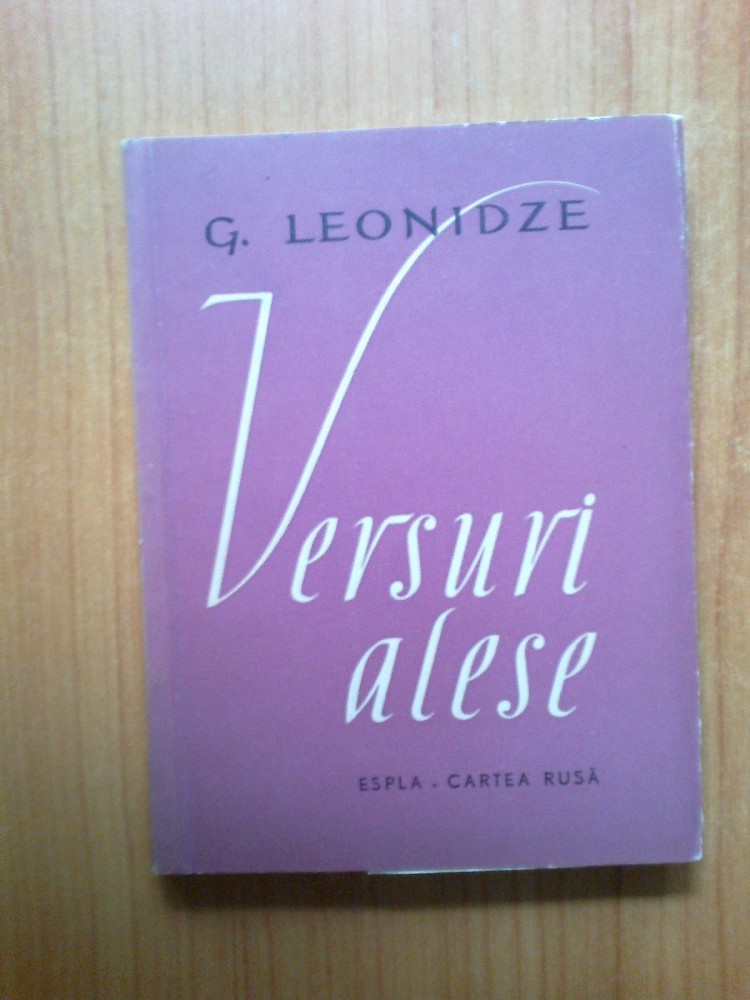 G. LEONIDZE
Versuri
alese
ESPLA - CARTEA RUSĂ